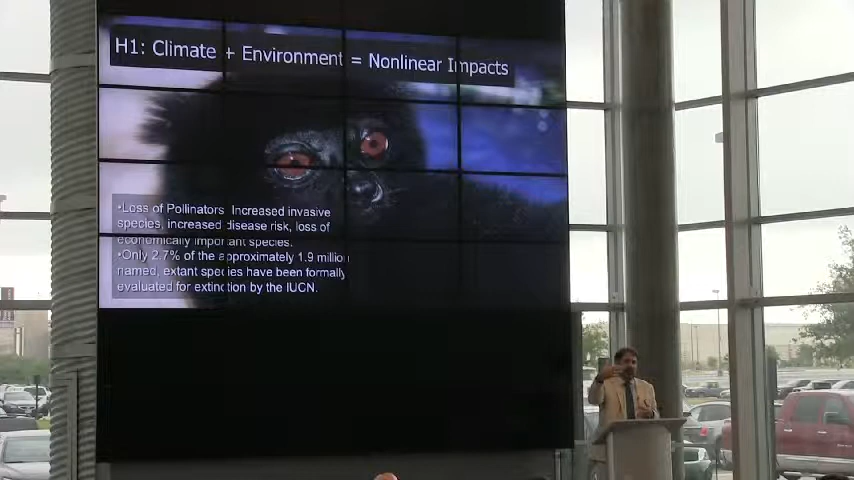 H1: Climate + Environment = Nonlinear Impacts
•Loss of Pollinators Increased invasive
species, increased disease risk, loss of
economically important species.
•Only 2.7% of the approximately 1.9 million
named, extant species have been formally
evaluated for extinction by the IUCN.